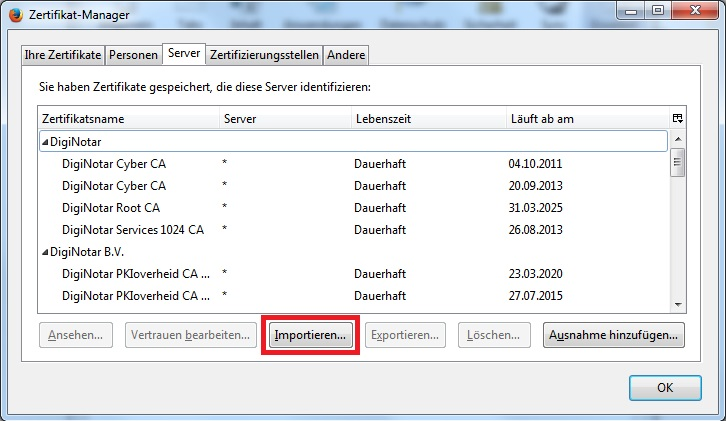 Zertifikat-Manager
Ihre Zertifikate Personen Server Zertifizierungsstellen Andere
Sie haben Zertifikate gespeichert, die diese Server identifizieren:
Zertifikatsname Server Lebenszeit Läuft ab am
DigiNotar
DigiNotar Cyber CA * Dauerhaft 04.10.2011
DigiNotar Cyber CA * Dauerhaft 20.09.2013
DigiNotar Root CA * Dauerhaft 31.03.2025
DigiNotar Services 1024 CA * Dauerhaft 26.08.2013
DigiNotar B.V.
DigiNotar PKIoverheid CA ... * Dauerhaft 23.03.2020
DigiNotar PKIoverheid CA ... * Dauerhaft 27.07.2015
Ansehen... Vertrauen bearbeiten... Importieren... Exportieren... Löschen... Ausnahme hinzufügen...
OK